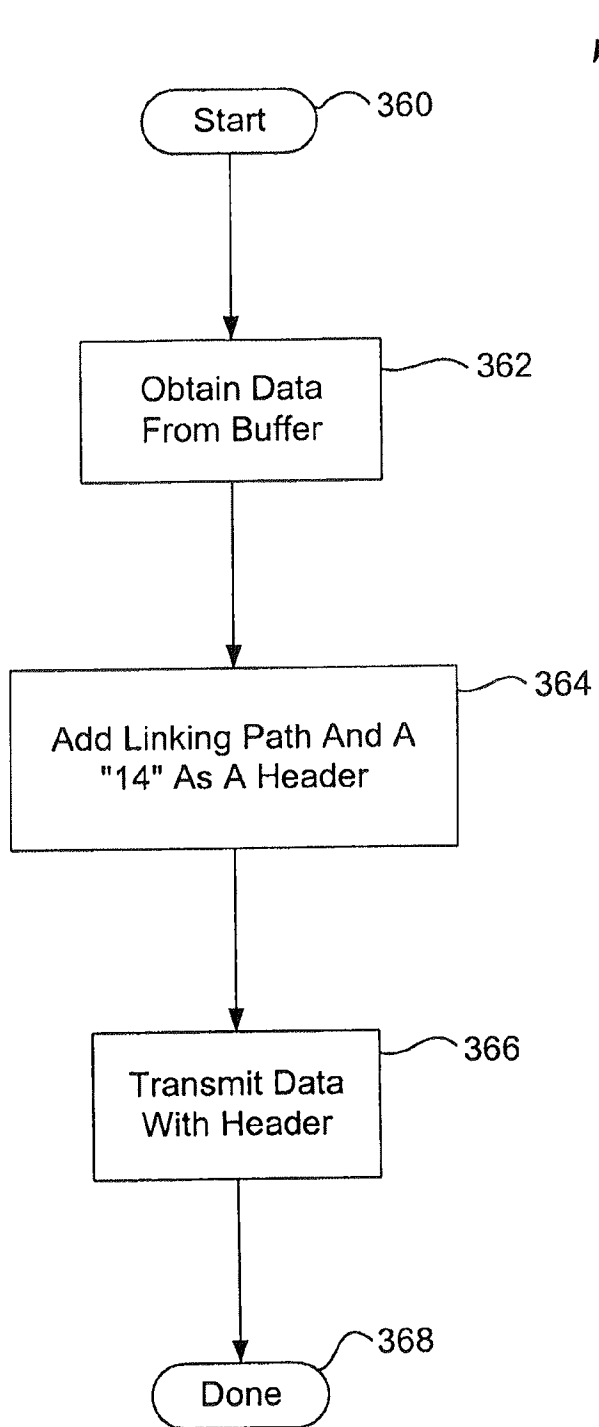 Start
360
Obtain Data
From Buffer
362
Add Linking Path And A
"14" As A Header
364
Transmit Data
With Header
366
Done
368